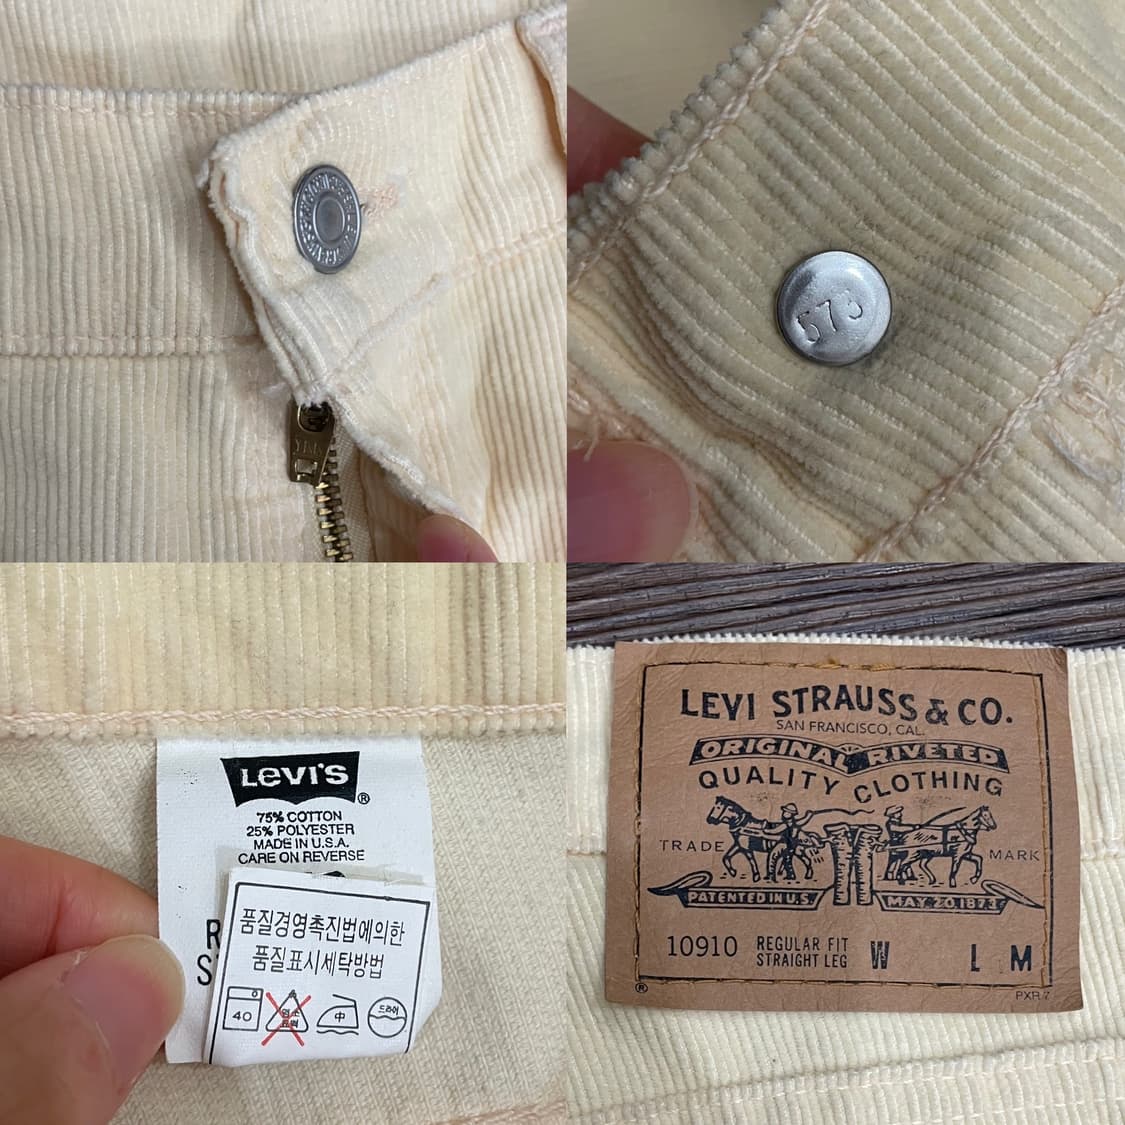 573
LEVI'S
®
75% COTTON
25% POLYESTER
MADE IN U.S.A.
CARE ON REVERSE
품질경영촉진법에의한
품질표시세탁방법
40
中
드라이
LEVI STRAUSS & CO.
SAN FRANCISCO, CAL.
ORIGINAL RIVETED
QUALITY CLOTHING
TRADE MARK
PATENTED IN U.S. MAY 20 1873
10910 REGULAR FIT W L M
STRAIGHT LEG
® PXR 7